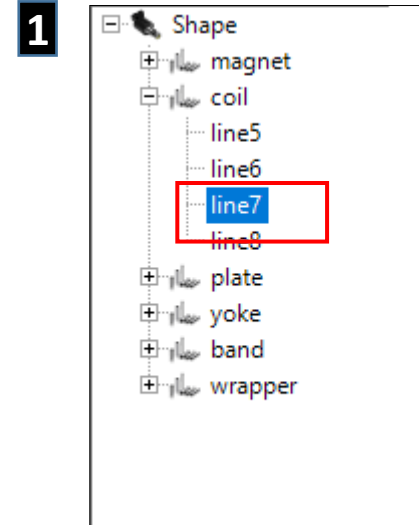 1
Shape
magnet
coil
line5
line6
line7
line8
plate
yoke
band
wrapper